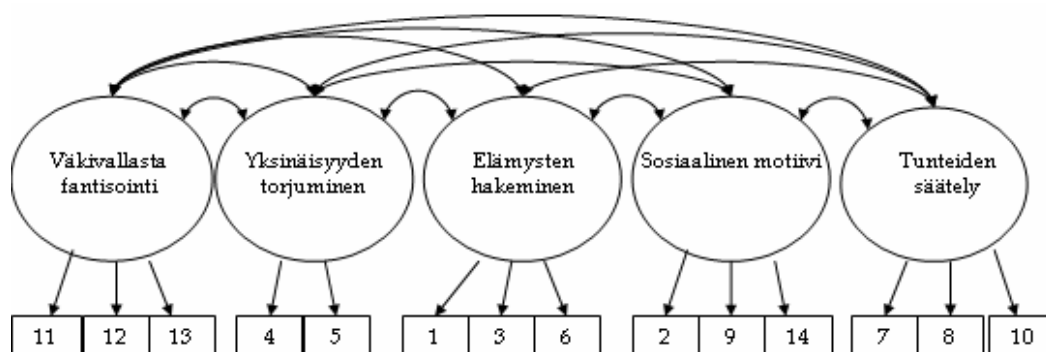 Väkivallasta
fantisointi
Yksinäisyyden
torjuminen
Elämysten
hakeminen
Sosiaalinen motiivi
Tunteiden
säätely
11 12 13 4 5 1 3 6 2 9 14 7 8 10